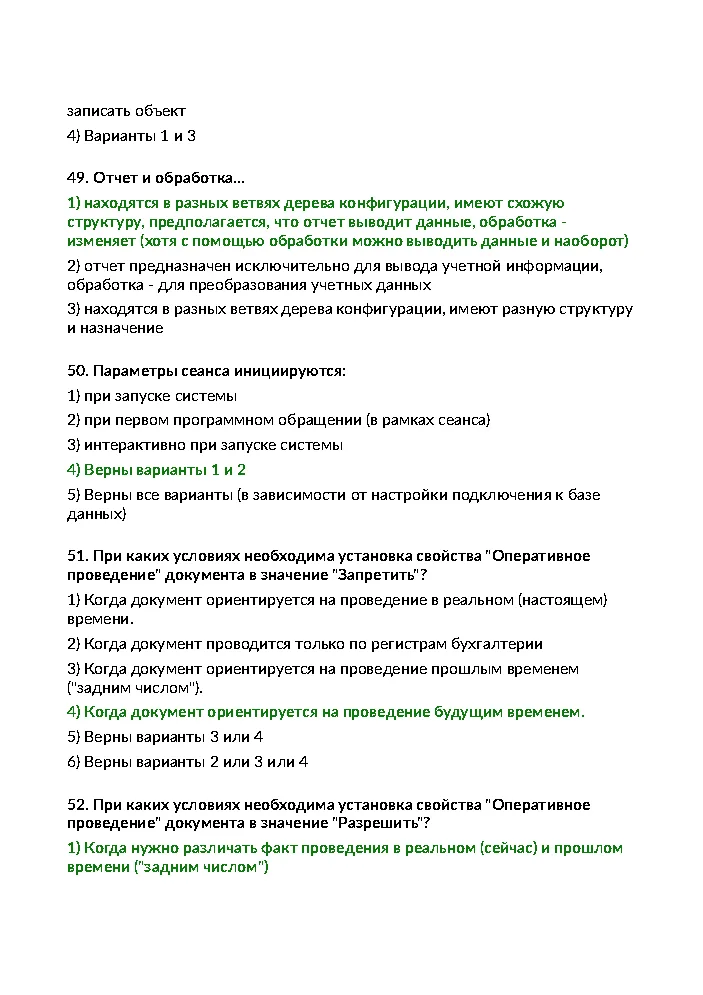 записать объект
4) Варианты 1 и 3
49. Отчет и обработка...
1) находятся в разных ветвях дерева конфигурации, имеют схожую
структуру, предполагается, что отчет выводит данные, обработка -
изменяет (хотя с помощью обработки можно выводить данные и наоборот)
2) отчет предназначен исключительно для вывода учетной информации,
обработка - для преобразования учетных данных
3) находятся в разных ветвях дерева конфигурации, имеют разную структуру
и назначение
50. Параметры сеанса инициируются:
1) при запуске системы
2) при первом программном обращении (в рамках сеанса)
3) интерактивно при запуске системы
4) Верны варианты 1 и 2
5) Верны все варианты (в зависимости от настройки подключения к базе
данных)
51. При каких условиях необходима установка свойства "Оперативное
проведение" документа в значение "Запретить"?
1) Когда документ ориентируется на проведение в реальном (настоящем)
времени.
2) Когда документ проводится только по регистрам бухгалтерии
3) Когда документ ориентируется на проведение прошлым временем
("задним числом").
4) Когда документ ориентируется на проведение будущим временем.
5) Верны варианты 3 или 4
6) Верны варианты 2 или 3 или 4
52. При каких условиях необходима установка свойства "Оперативное
проведение" документа в значение "Разрешить"?
1) Когда нужно различать факт проведения в реальном (сейчас) и прошлом
времени ("задним числом")